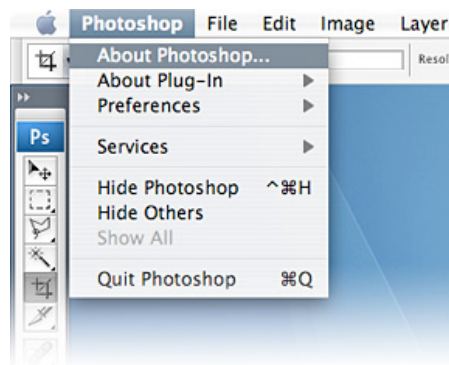 Photoshop File Edit Image Layer
About Photoshop...
Resol
About Plug-In
Preferences
Ps
Services
Hide Photoshop ^⌘H
Hide Others
Show All
Quit Photoshop ⌘Q